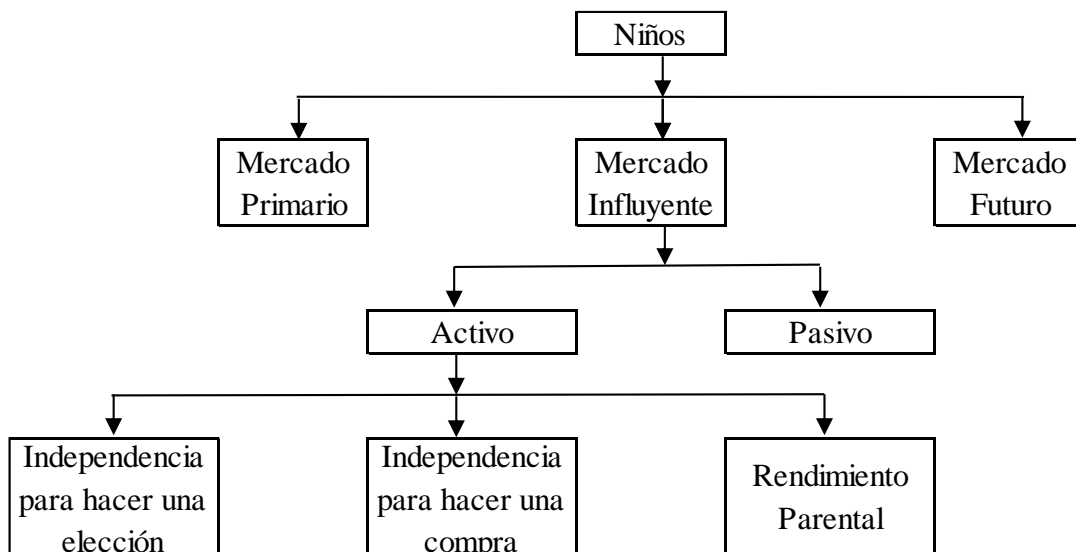 Niños
Mercado
Primario
Mercado
Influyente
Mercado
Futuro
Activo
Pasivo
Independencia
para hacer una
elección
Independencia
para hacer una
compra
Rendimiento
Parental